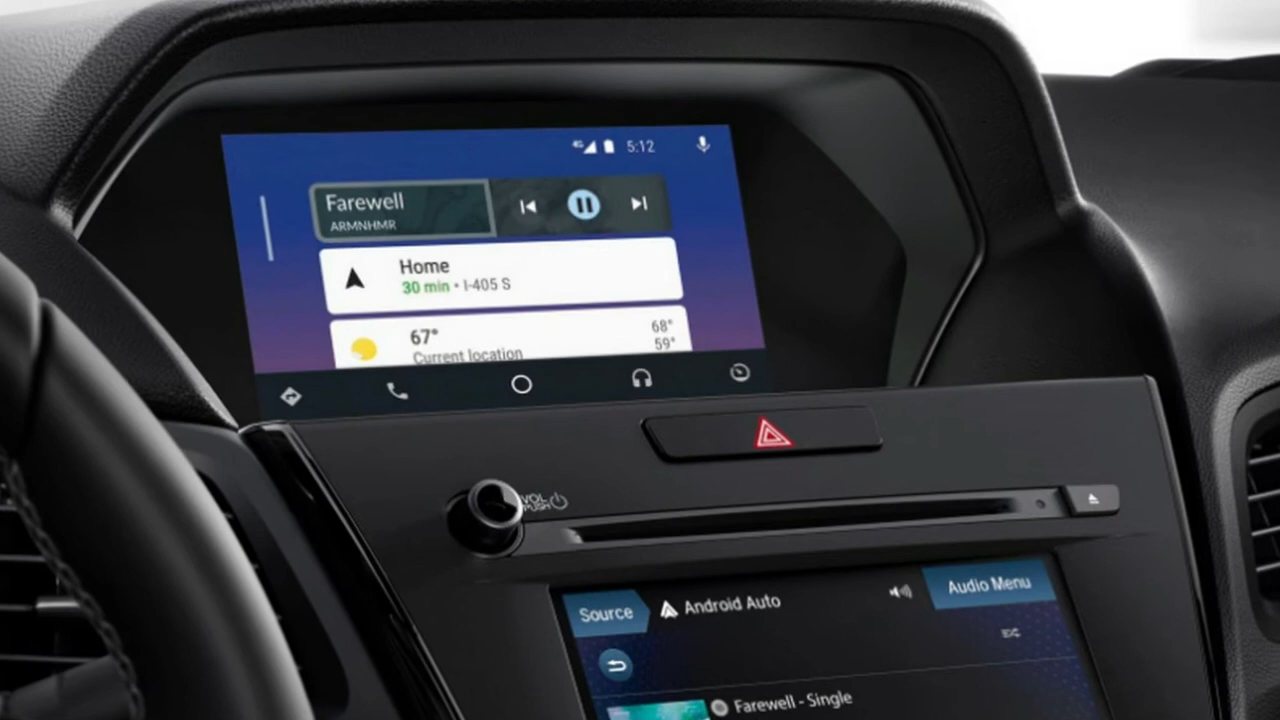 4G 5:12
Farewell
ARMNHMR
Home
30 min • I-405 S
67° 68°
Current location 59°
VOL
PUSH
Source Android Auto Audio Menu
Farewell - Single